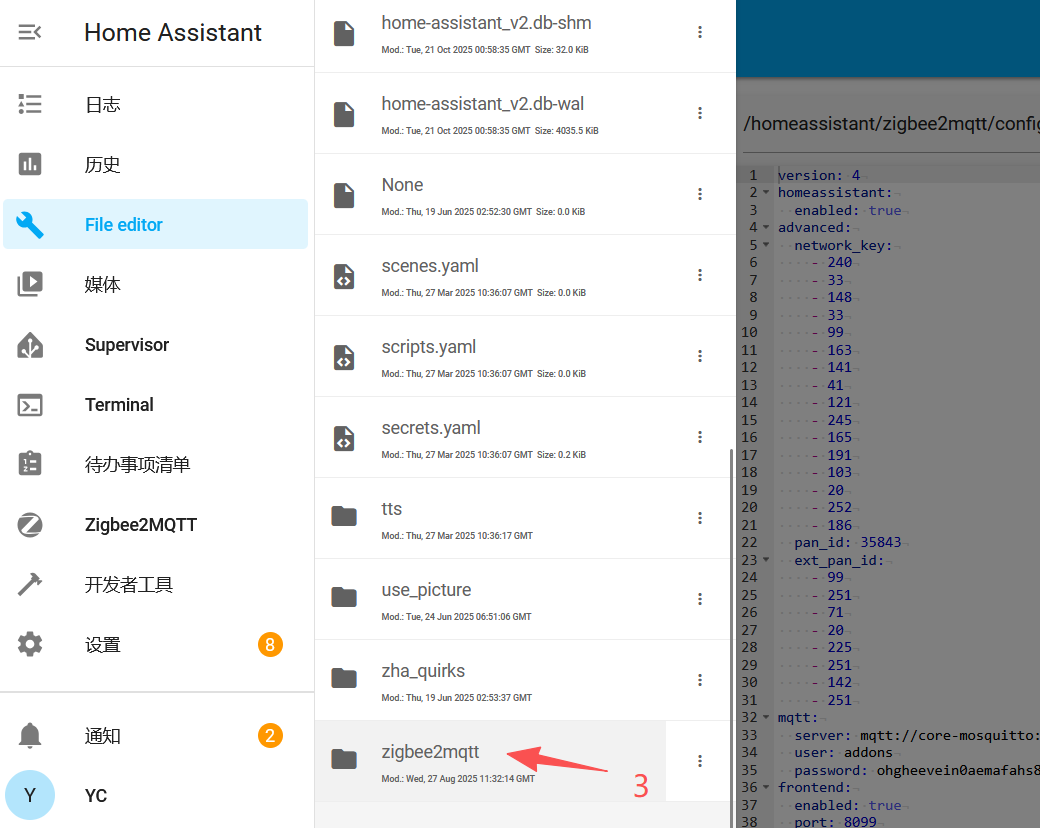 Home Assistant
日志
历史
File editor
媒体
Supervisor
Terminal
待办事项清单
Zigbee2MQTT
开发者工具
设置
8
通知
2
Y
YC
home-assistant_v2.db-shm
Mod.: Tue, 21 Oct 2025 00:58:35 GMT Size: 32.0 KiB
home-assistant_v2.db-wal
Mod.: Tue, 21 Oct 2025 00:58:35 GMT Size: 4035.5 KiB
None
Mod.: Thu, 19 Jun 2025 02:52:30 GMT Size: 0.0 KiB
scenes.yaml
Mod.: Thu, 27 Mar 2025 10:36:07 GMT Size: 0.0 KiB
scripts.yaml
Mod.: Thu, 27 Mar 2025 10:36:07 GMT Size: 0.0 KiB
secrets.yaml
Mod.: Thu, 27 Mar 2025 10:36:07 GMT Size: 0.2 KiB
tts
Mod.: Thu, 27 Mar 2025 10:36:17 GMT
use_picture
Mod.: Tue, 24 Jun 2025 06:51:06 GMT
zha_quirks
Mod.: Thu, 19 Jun 2025 02:53:37 GMT
zigbee2mqtt
Mod.: Wed, 27 Aug 2025 11:32:14 GMT
3
/homeassistant/zigbee2mqtt/config
1 version: 4
2 homeassistant:
3 enabled: true
4 advanced:
5 network_key:
6 - 240
7 - 33
8 - 148
9 - 33
10 - 99
11 - 163
12 - 141
13 - 41
14 - 121
15 - 245
16 - 165
17 - 191
18 - 103
19 - 20
20 - 252
21 - 186
22 pan_id: 35843
23 ext_pan_id:
24 - 99
25 - 251
26 - 71
27 - 20
28 - 225
29 - 251
30 - 142
31 - 251
32 mqtt:
33 server: mqtt://core-mosquitto:
34 user: addons
35 password: ohgheevein0aemafahs8
36 frontend:
37 enabled: true
38 port: 8099